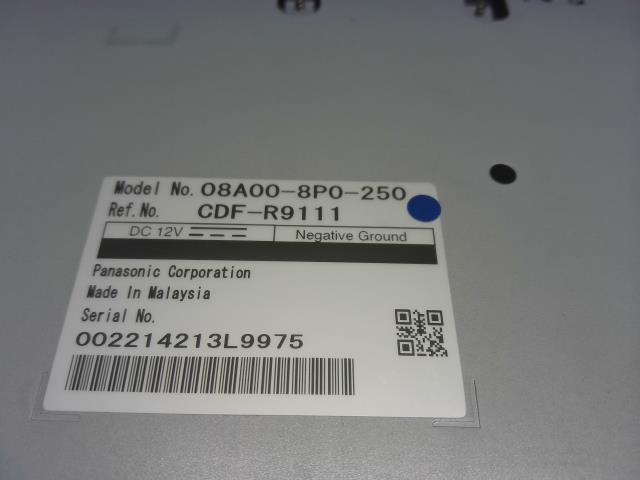 Model No. 08A00-8P0-250
Ref.No. CDF-R9111
DC 12V Negative Ground
Panasonic Corporation
Made In Malaysia
Serial No.
002214213L9975